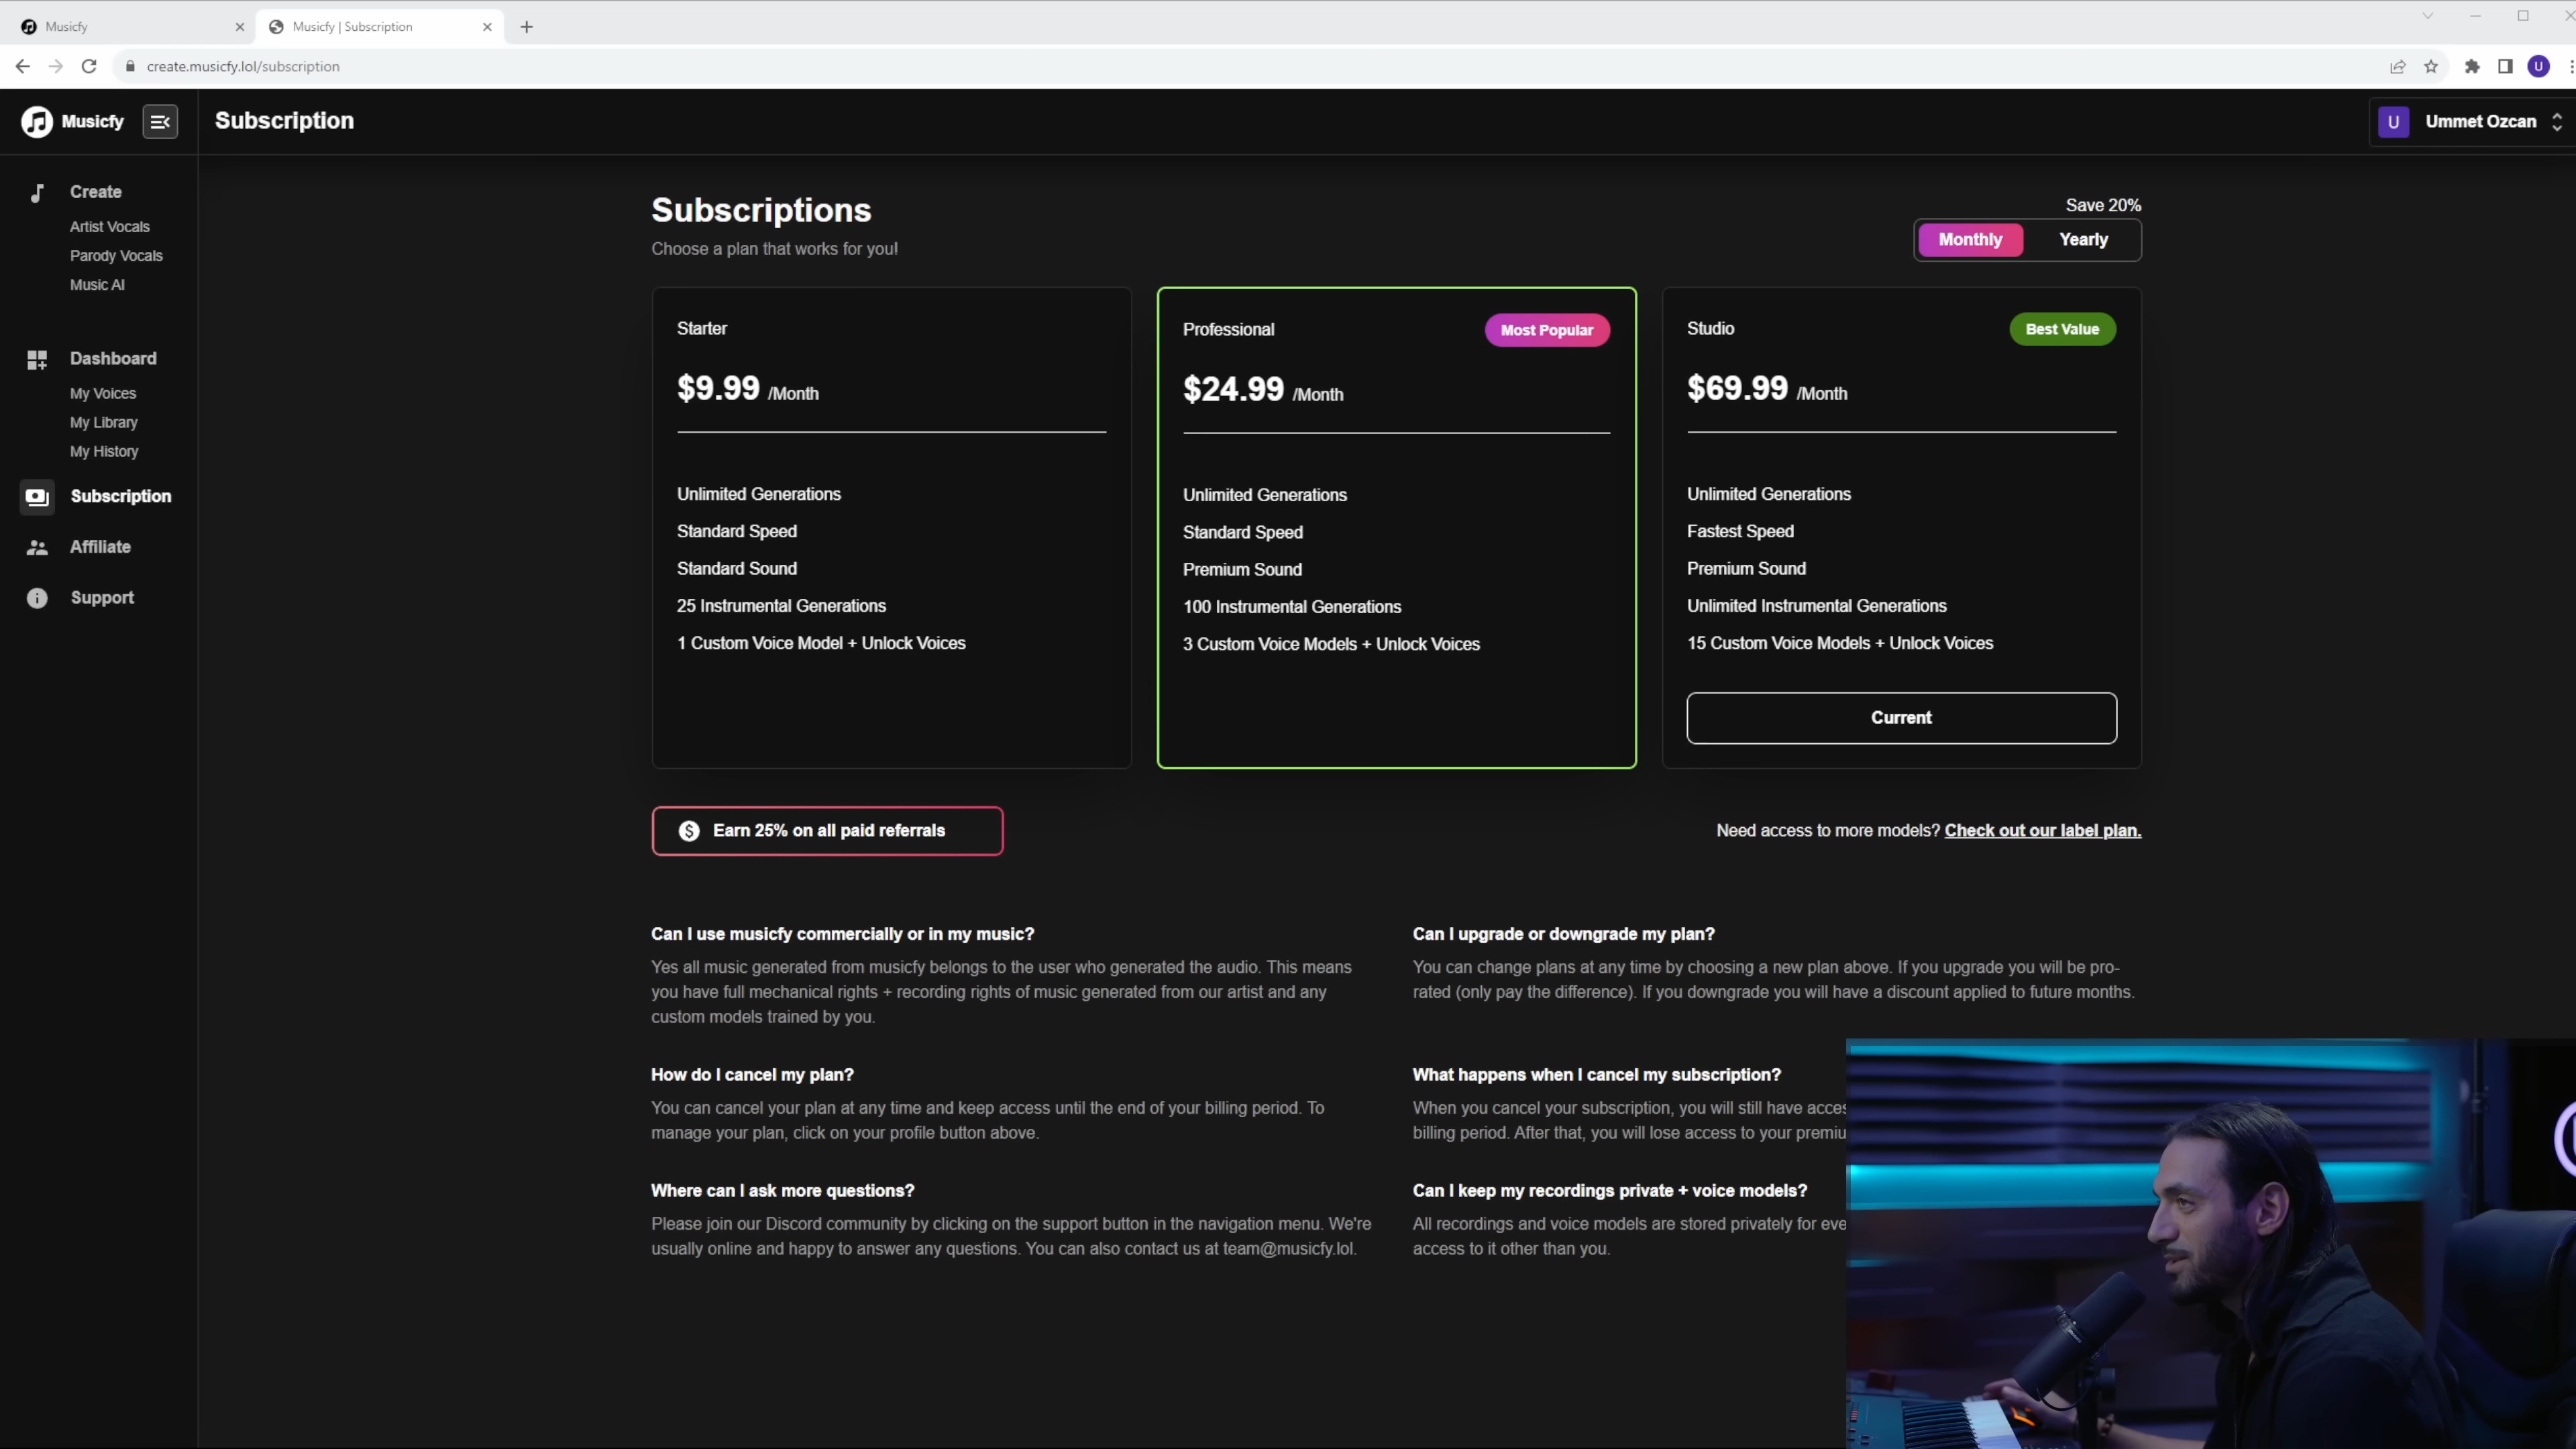 Musicfy
Musicfy | Subscription
create.musicfy.lol/subscription
U
Musicfy
Subscription
U
Ummet Ozcan
Create
Artist Vocals
Parody Vocals
Music AI
Dashboard
My Voices
My Library
My History
Subscription
Affiliate
Support
Subscriptions
Choose a plan that works for you!
Save 20%
Monthly
Yearly
Starter
$9.99 /Month
Unlimited Generations
Standard Speed
Standard Sound
25 Instrumental Generations
1 Custom Voice Model + Unlock Voices
Professional
Most Popular
$24.99 /Month
Unlimited Generations
Standard Speed
Premium Sound
100 Instrumental Generations
3 Custom Voice Models + Unlock Voices
Studio
Best Value
$69.99 /Month
Unlimited Generations
Fastest Speed
Premium Sound
Unlimited Instrumental Generations
15 Custom Voice Models + Unlock Voices
Current
$ Earn 25% on all paid referrals
Need access to more models? Check out our label plan.
Can I use musicfy commercially or in my music?
Yes all music generated from musicfy belongs to the user who generated the audio. This means
you have full mechanical rights + recording rights of music generated from our artist and any
custom models trained by you.
Can I upgrade or downgrade my plan?
You can change plans at any time by choosing a new plan above. If you upgrade you will be pro-
rated (only pay the difference). If you downgrade you will have a discount applied to future months.
How do I cancel my plan?
You can cancel your plan at any time and keep access until the end of your billing period. To
manage your plan, click on your profile button above.
What happens when I cancel my subscription?
When you cancel your subscription, you will still have
billing period. After that, you will lose access to your
Where can I ask more questions?
Please join our Discord community by clicking on the support button in the navigation menu. We're
usually online and happy to answer any questions. You can also contact us at team@musicfy.lol.
Can I keep my recordings private + voice models?
All recordings and voice models are stored privately for
access to it other than you.